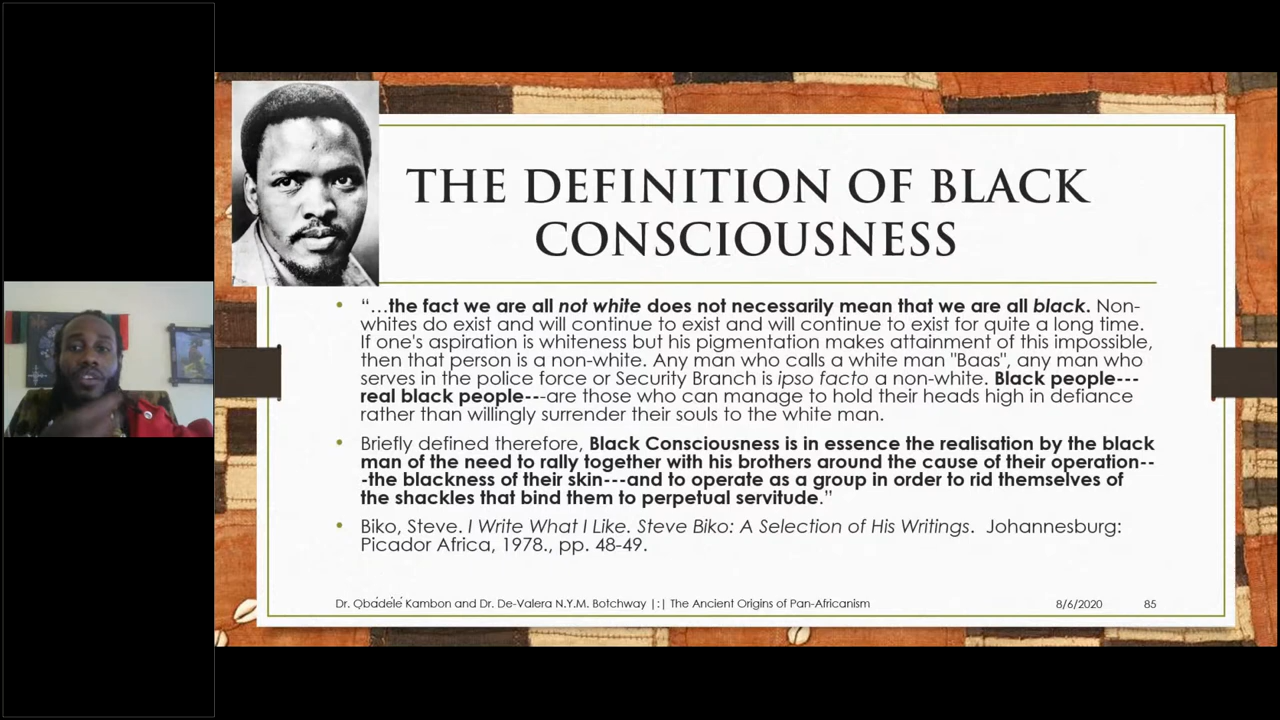 THE DEFINITION OF BLACK
CONSCIOUSNESS
• “…the fact we are all not white does not necessarily mean that we are all black. Non-
whites do exist and will continue to exist and will continue to exist for quite a long time.
If one's aspiration is whiteness but his pigmentation makes attainment of this impossible,
then that person is a non-white. Any man who calls a white man "Baas", any man who
serves in the police force or Security Branch is ipso facto a non-white. Black people---
real black people---are those who can manage to hold their heads high in defiance
rather than willingly surrender their souls to the white man.
• Briefly defined therefore, Black Consciousness is in essence the realisation by the black
man of the need to rally together with his brothers around the cause of their operation--
-the blackness of their skin---and to operate as a group in order to rid themselves of
the shackles that bind them to perpetual servitude.”
• Biko, Steve. I Write What I Like. Steve Biko: A Selection of His Writings. Johannesburg:
Picador Africa, 1978., pp. 48-49.
Dr. Ọbádélé Kambon and Dr. De-Valera N.Y.M. Botchway |:| The Ancient Origins of Pan-Africanism 8/6/2020 85